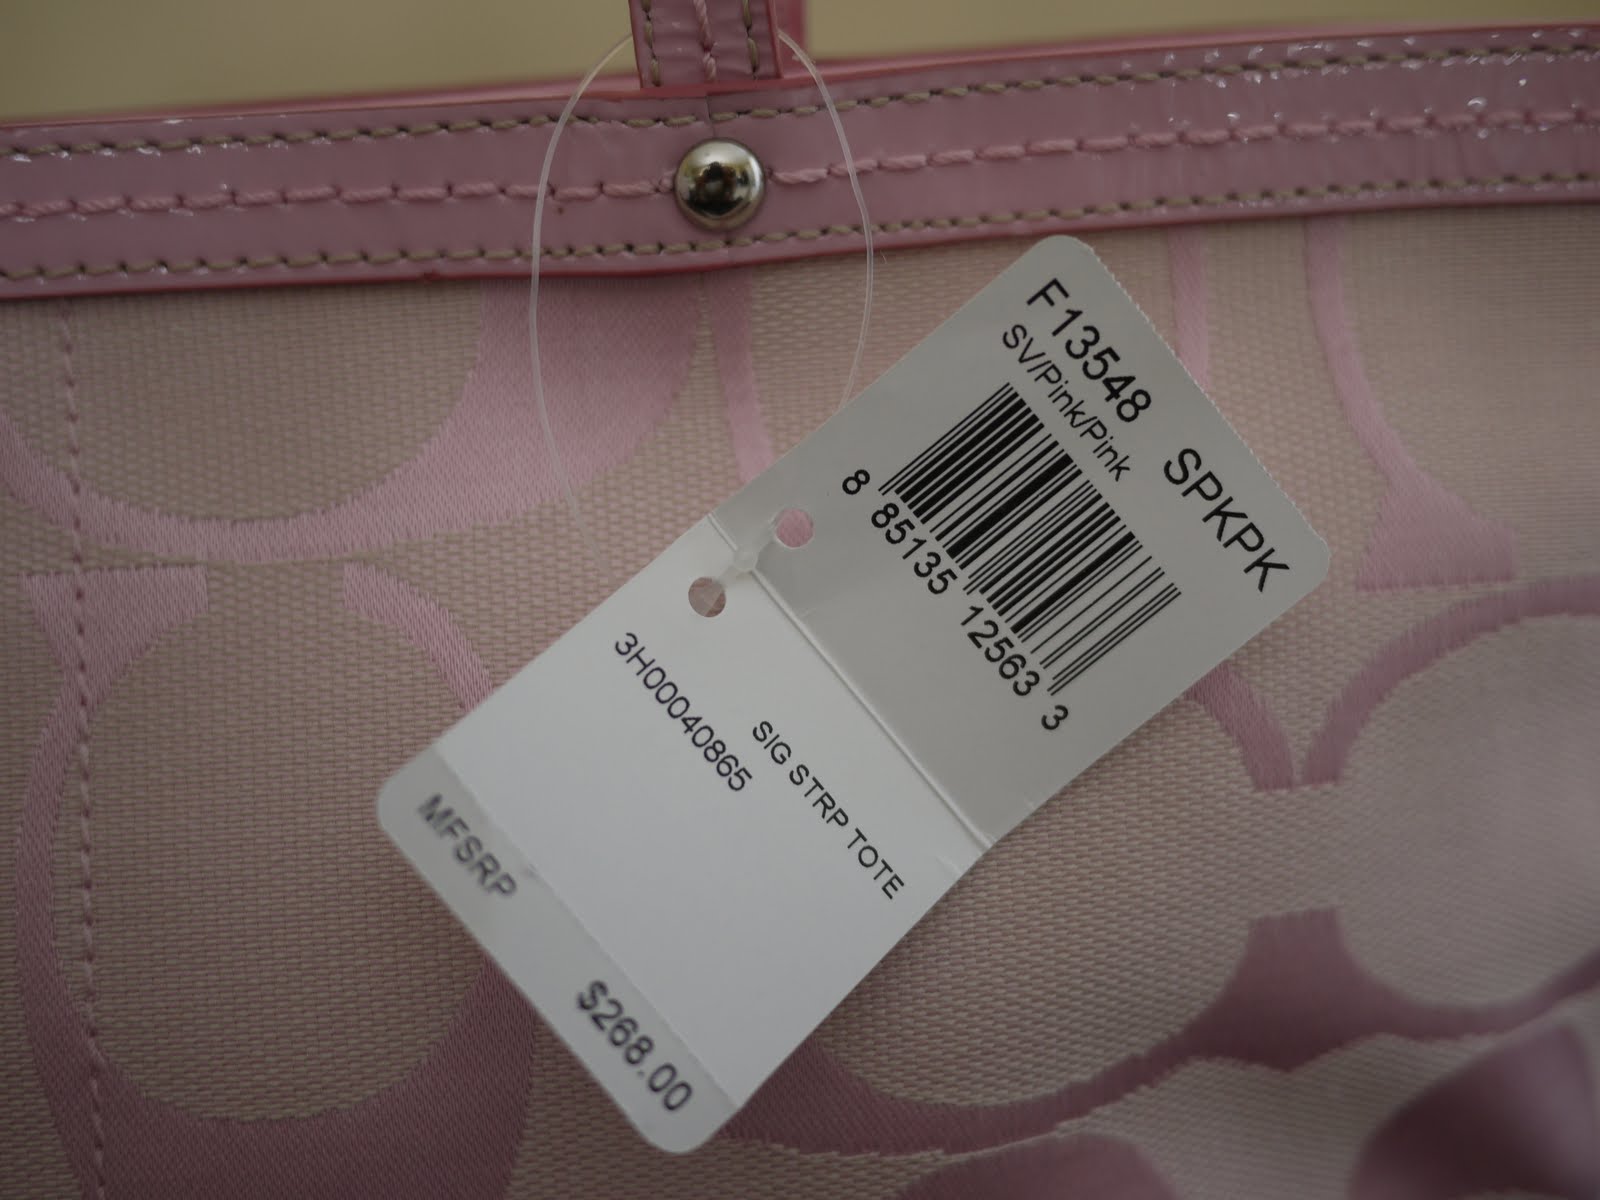 F13548 SPKPK
SV/Pink/Pink
8 85135 12563 3
SIG STRP TOTE
3H00040865
MFSRP $268.00